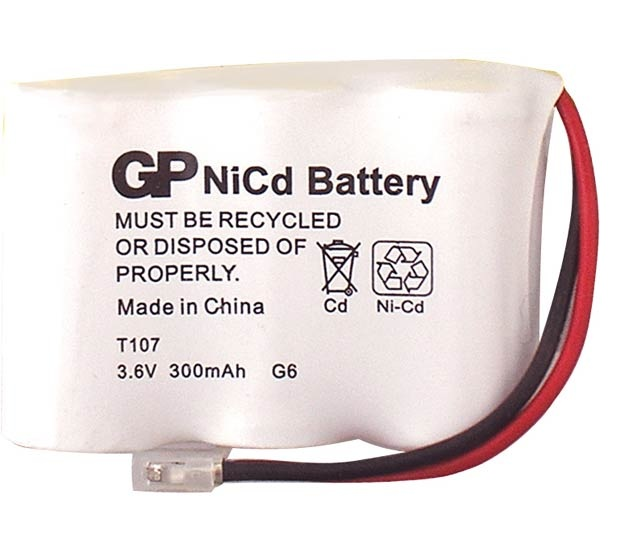 GP NiCd Battery
MUST BE RECYCLED
OR DISPOSED OF
PROPERLY.
Cd Ni-Cd
Made in China
T107
3.6V 300mAh G6